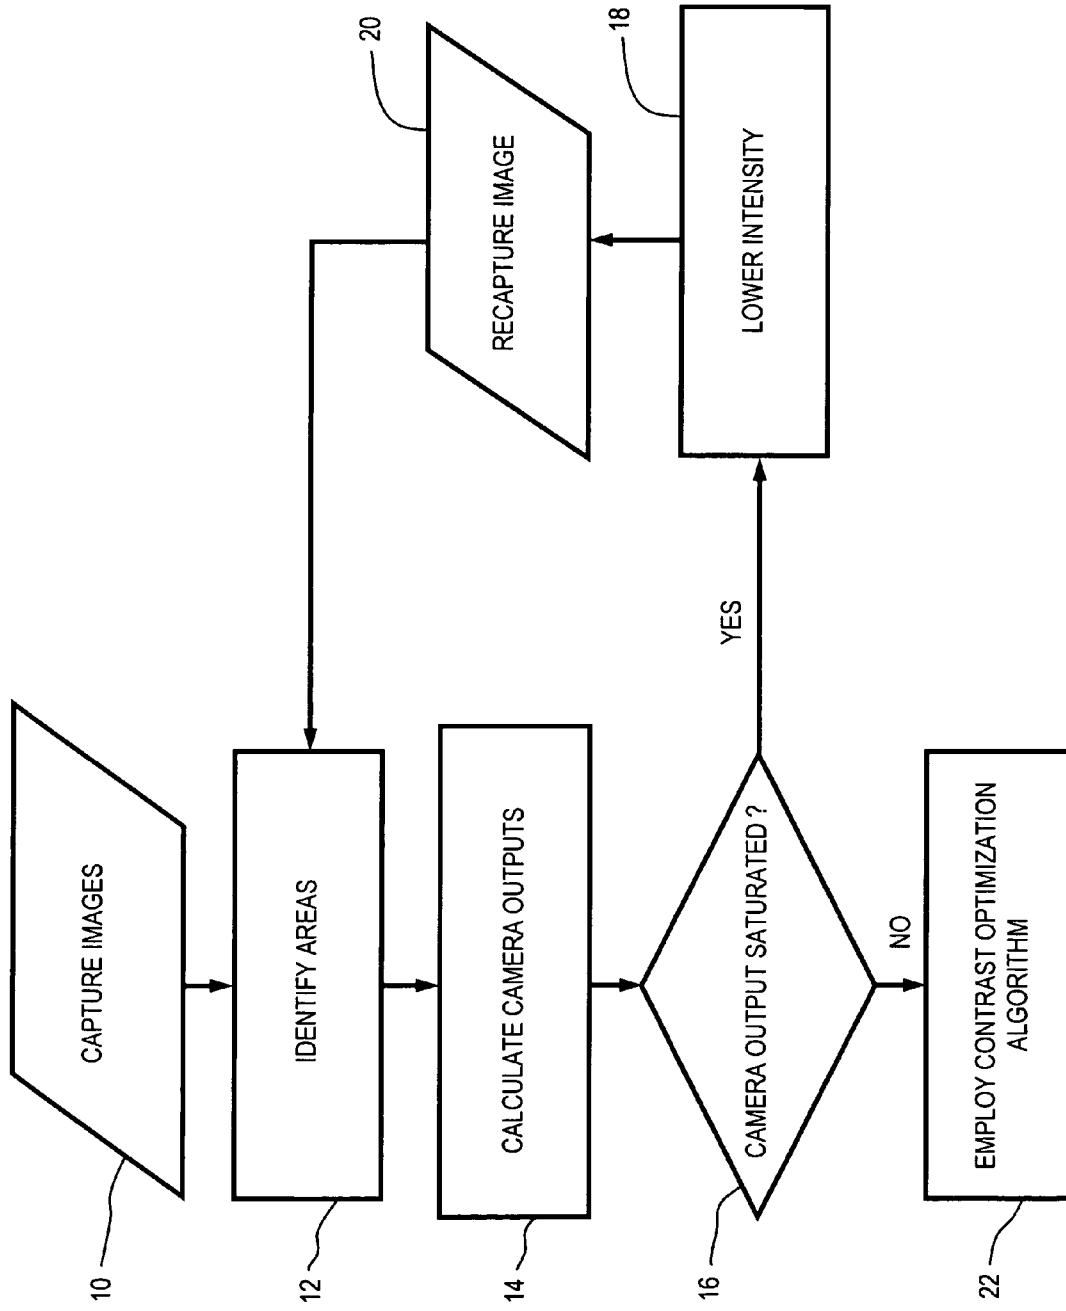 10
CAPTURE IMAGES
12
IDENTIFY AREAS
14
CALCULATE CAMERA OUTPUTS
16
CAMERA OUTPUT SATURATED ?
YES
NO
18
LOWER INTENSITY
20
RECAPTURE IMAGE
22
EMPLOY CONTRAST OPTIMIZATION
ALGORITHM